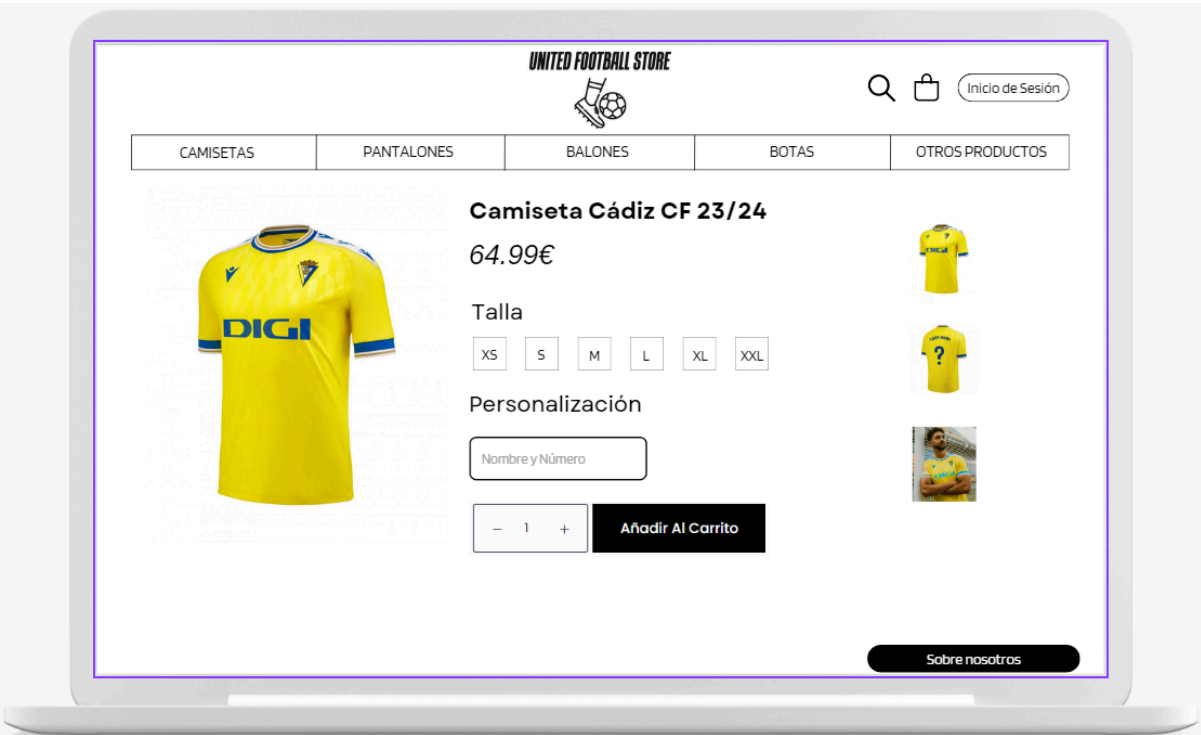 UNITED FOOTBALL STORE
Inicio de Sesión
CAMISETAS
PANTALONES
BALONES
BOTAS
OTROS PRODUCTOS
Camiseta Cádiz CF 23/24
64.99€
DIGI
Talla
XS S M L XL XXL
Personalización
Nombre y Número
− 1 +
Añadir Al Carrito
DIGI
?
Sobre nosotros